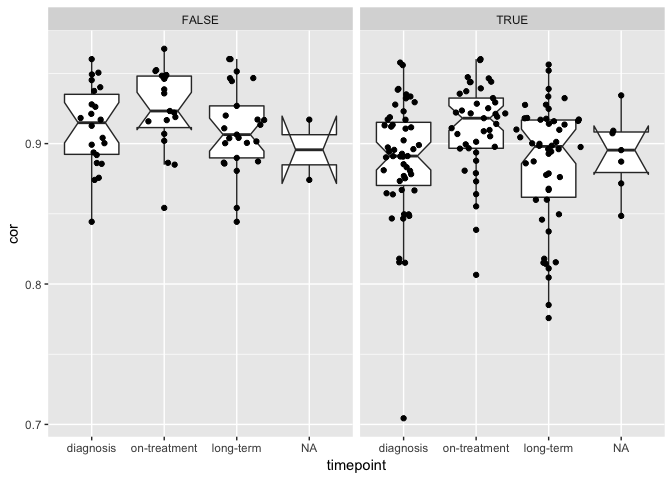 FALSE TRUE
0.9
0.8
0.7
cor
diagnosis on-treatment long-term NA diagnosis on-treatment long-term NA
timepoint